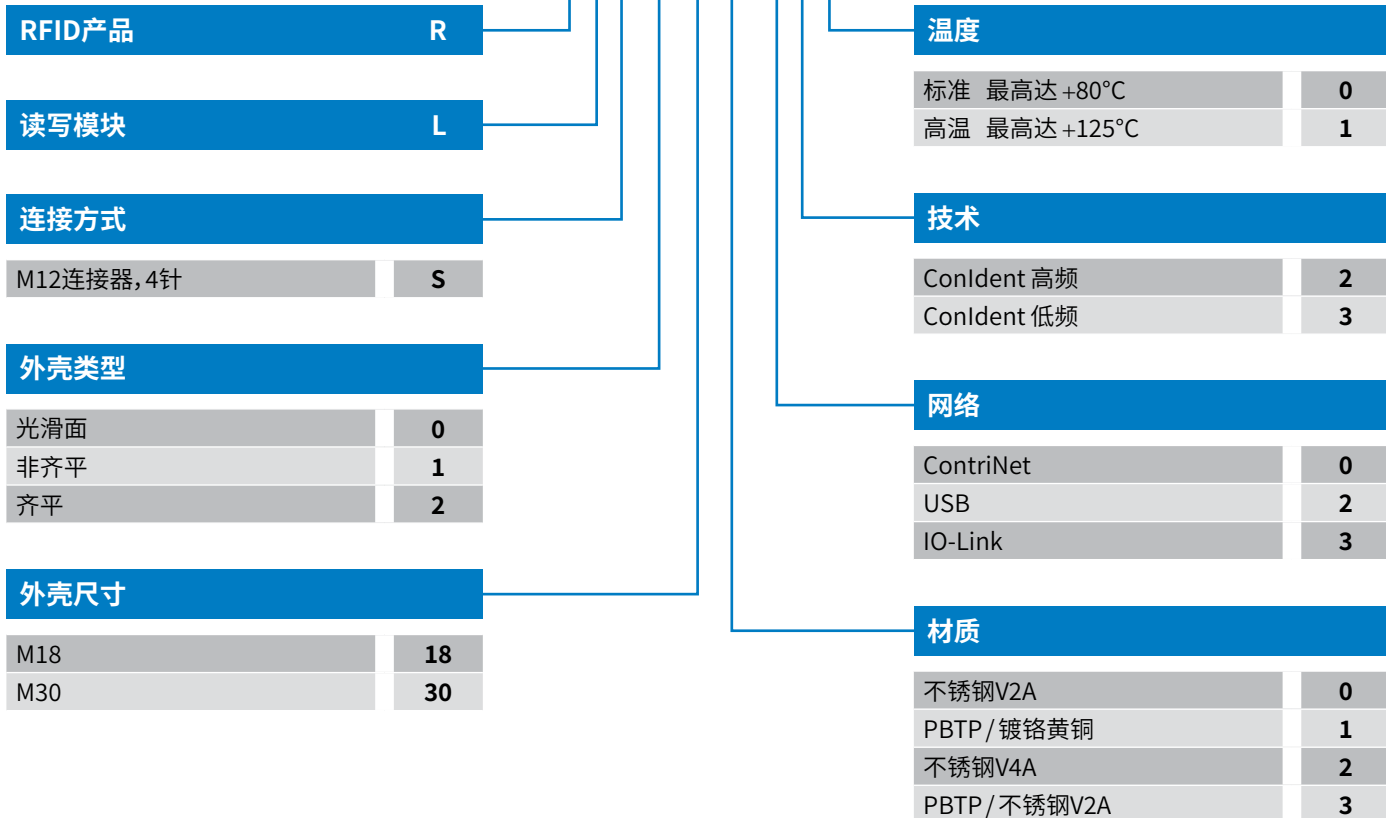 RFID产品 R
读写模块 L
连接方式
M12连接器,4针 S
外壳类型
光滑面 0
非齐平 1
齐平 2
外壳尺寸
M18 18
M30 30
温度
标准 最高达 +80°C 0
高温 最高达 +125°C 1
技术
ConIdent 高频 2
ConIdent 低频 3
网络
ContriNet 0
USB 2
IO-Link 3
材质
不锈钢V2A 0
PBTP / 镀铬黄铜 1
不锈钢V4A 2
PBTP / 不锈钢V2A 3